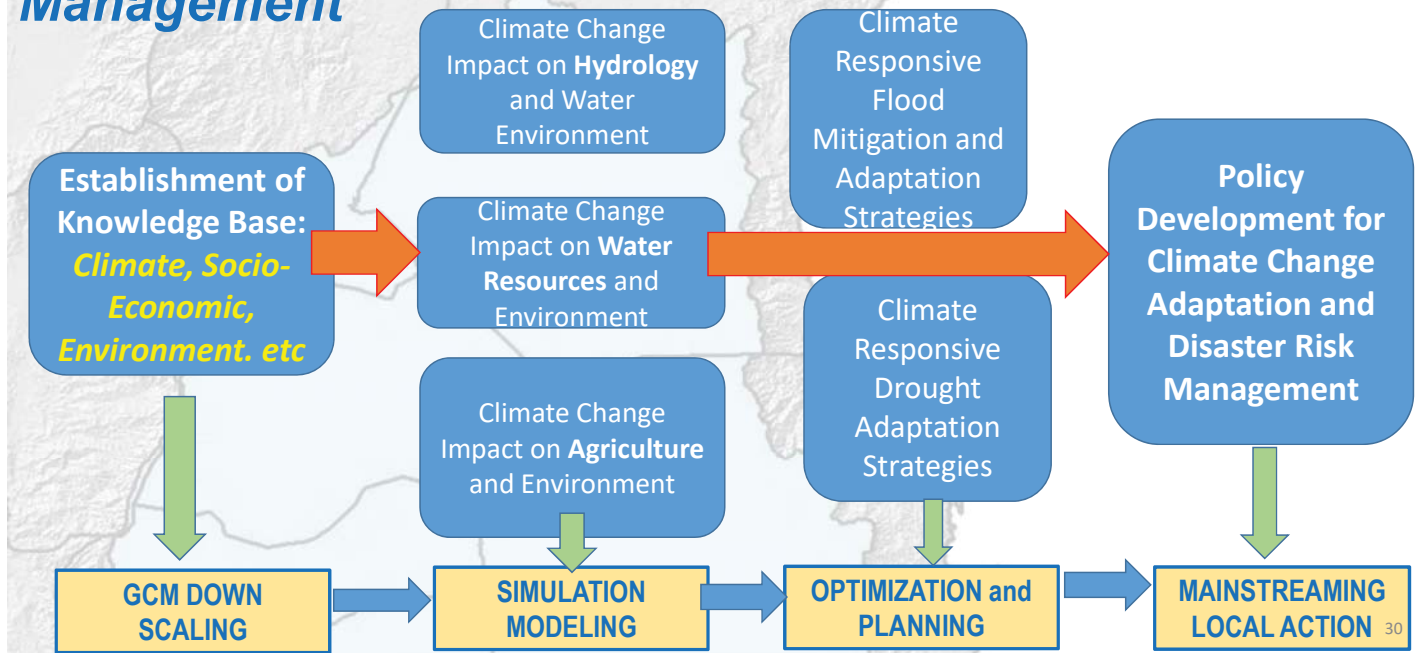 Management
Climate Change
Impact on Hydrology
and Water
Environment
Climate
Responsive
Flood
Mitigation and
Adaptation
Strategies
Establishment of
Knowledge Base:
Climate, Socio-
Economic,
Environment. etc
Climate Change
Impact on Water
Resources and
Environment
Policy
Development for
Climate Change
Adaptation and
Disaster Risk
Management
Climate Change
Impact on Agriculture
and Environment
Climate
Responsive
Drought
Adaptation
Strategies
GCM DOWN
SCALING
SIMULATION
MODELING
OPTIMIZATION and
PLANNING
MAINSTREAMING
LOCAL ACTION
30